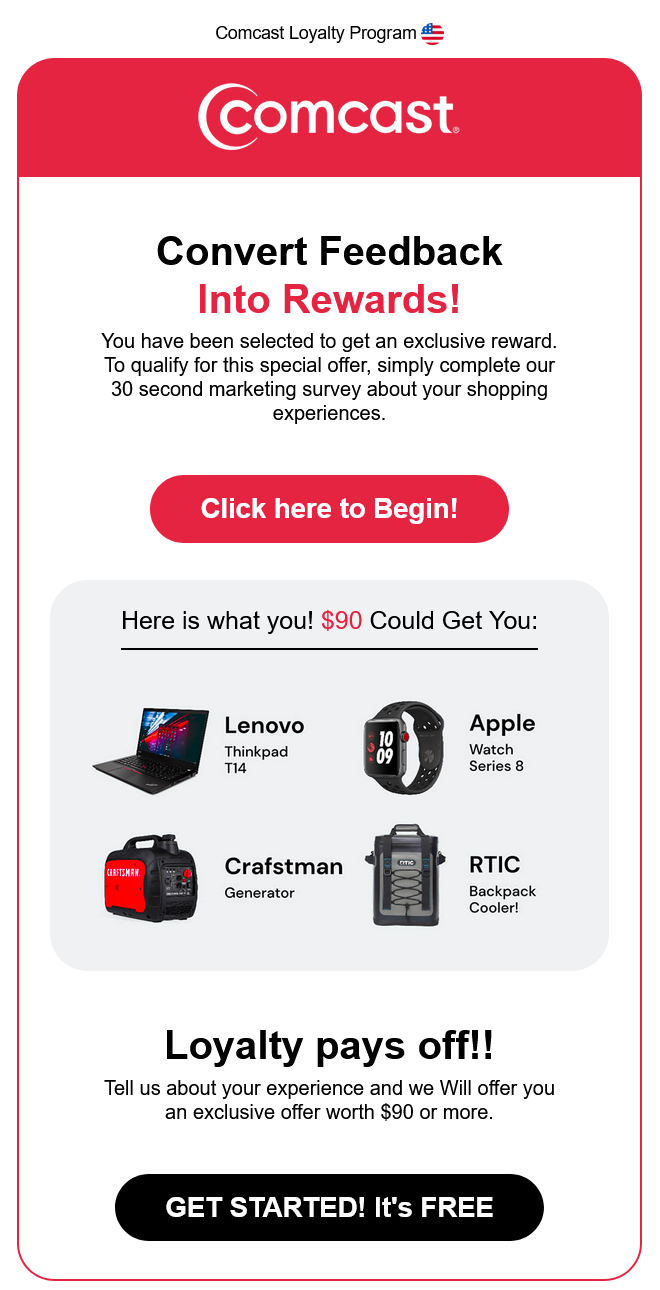 Comcast Loyalty Program
comcast®
Convert Feedback
Into Rewards!
You have been selected to get an exclusive reward.
To qualify for this special offer, simply complete our
30 second marketing survey about your shopping
experiences.
Click here to Begin!
Here is what you! $90 Could Get You:
Lenovo
Thinkpad
T14
Apple
Watch
Series 8
10
09
CRAFTSMAN.
Crafstman
Generator
RTIC
RTIC
Backpack
Cooler!
Loyalty pays off!!
Tell us about your experience and we Will offer you
an exclusive offer worth $90 or more.
GET STARTED! It's FREE